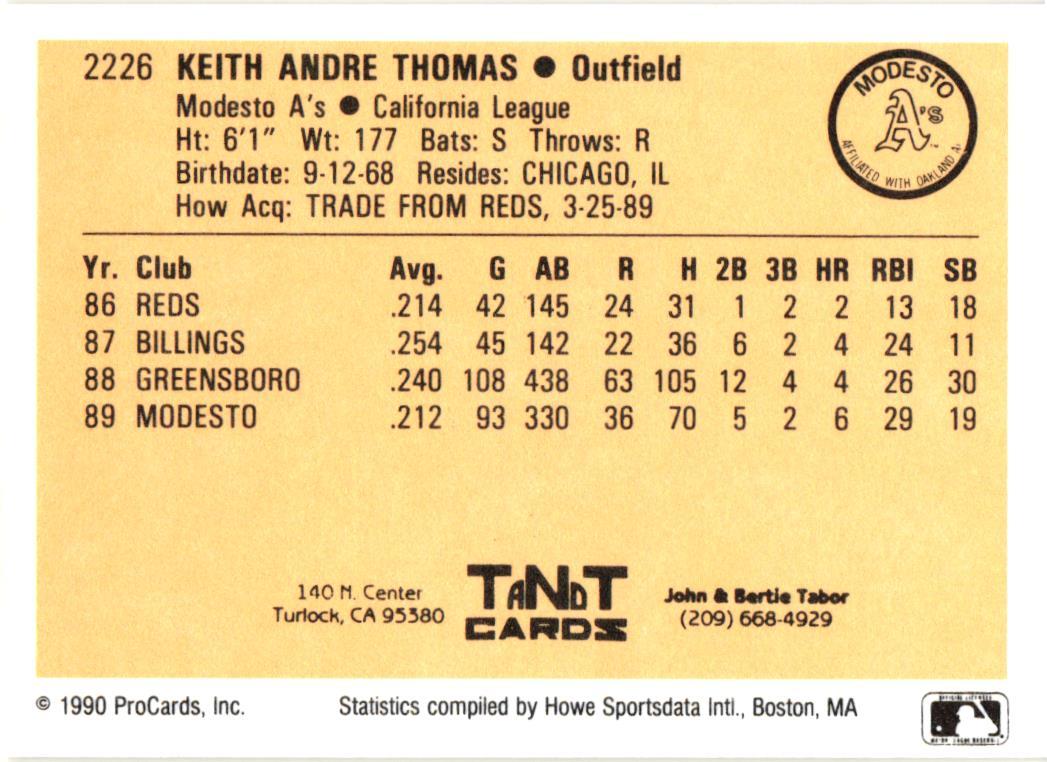 2226 KEITH ANDRE THOMAS ● Outfield
Modesto A's ● California League
Ht: 6'1" Wt: 177 Bats: S Throws: R
Birthdate: 9-12-68 Resides: CHICAGO, IL
How Acq: TRADE FROM REDS, 3-25-89
MODESTO
A's
AFFILIATED WITH OAKLAND A's
Yr. Club Avg. G AB R H 2B 3B HR RBI SB
86 REDS .214 42 145 24 31 1 2 2 13 18
87 BILLINGS .254 45 142 22 36 6 2 4 24 11
88 GREENSBORO .240 108 438 63 105 12 4 4 26 30
89 MODESTO .212 93 330 36 70 5 2 6 29 19
140 N. Center
Turlock, CA 95380
TANDT
CARDS
John & Bertie Tabor
(209) 668-4929
© 1990 ProCards, Inc. Statistics compiled by Howe Sportsdata Intl., Boston, MA